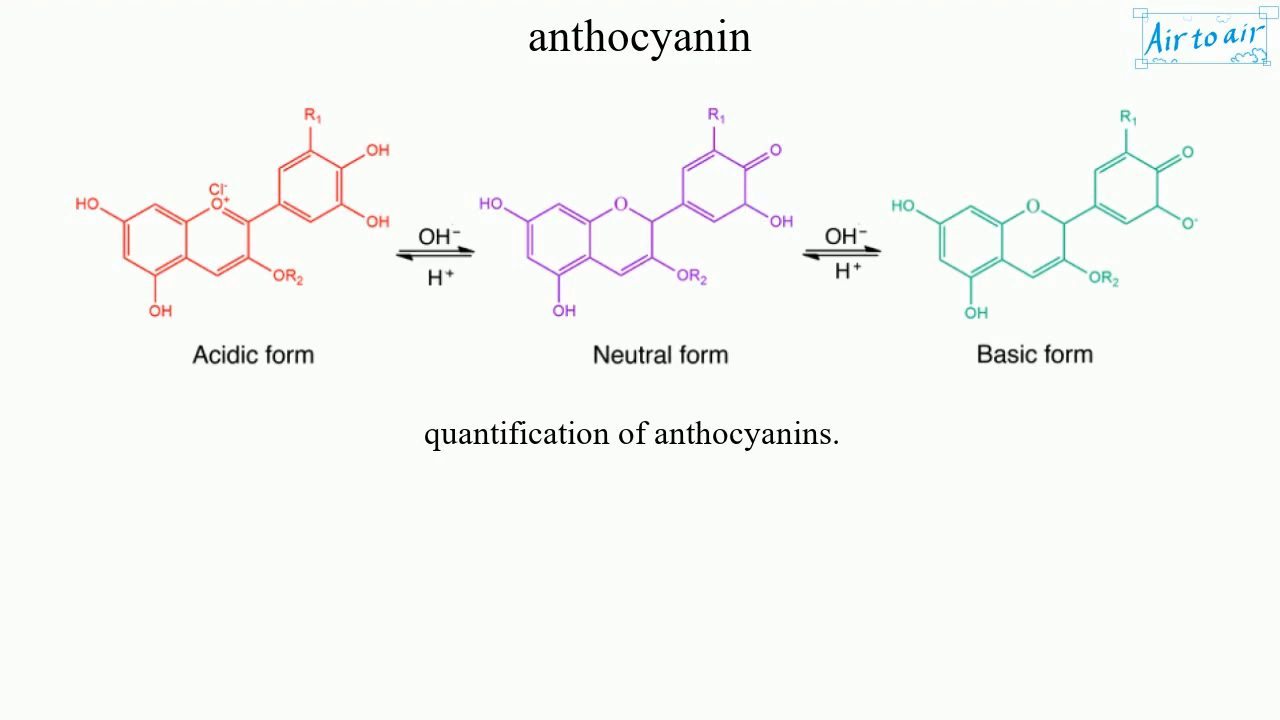 anthocyanin
Air to air
R₁
OH
Cl⁻
O⁺
HO
OH
OR₂
OH
OH⁻
H⁺
R₁
O
HO
O
OH
OR₂
OH
OH⁻
H⁺
R₁
O
HO
O
O⁻
OR₂
OH
Acidic form
Neutral form
Basic form
quantification of anthocyanins.